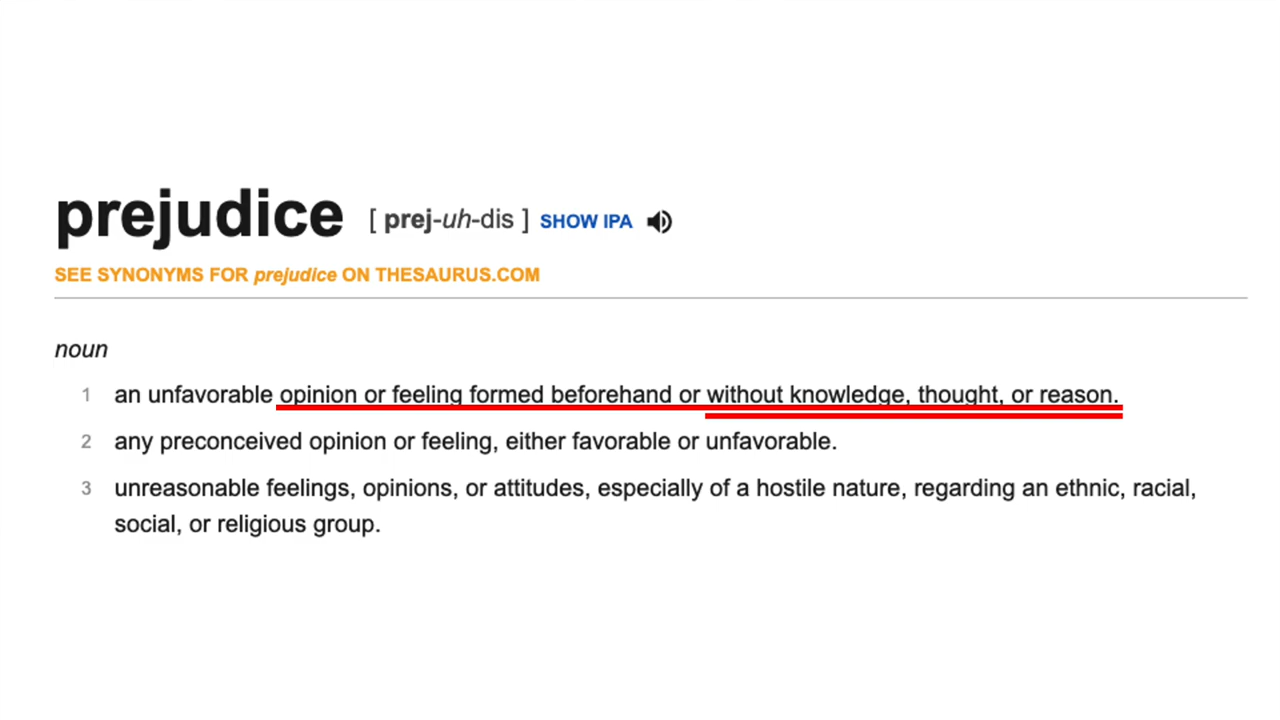 prejudice [ prej-uh-dis ] SHOW IPA
SEE SYNONYMS FOR prejudice ON THESAURUS.COM
noun
1 an unfavorable opinion or feeling formed beforehand or without knowledge, thought, or reason.
2 any preconceived opinion or feeling, either favorable or unfavorable.
3 unreasonable feelings, opinions, or attitudes, especially of a hostile nature, regarding an ethnic, racial,
social, or religious group.